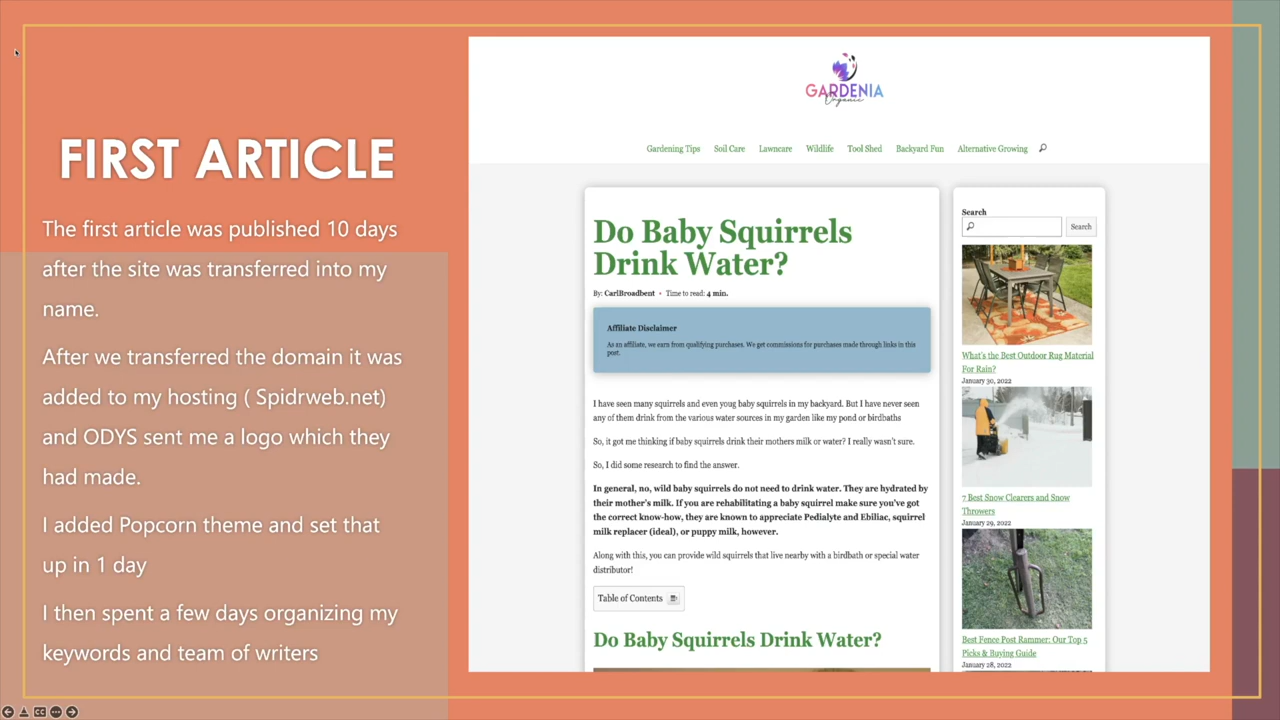 FIRST ARTICLE
The first article was published 10 days
after the site was transferred into my
name.
After we transferred the domain it was
added to my hosting ( Spidrweb.net)
and ODYS sent me a logo which they
had made.
I added Popcorn theme and set that
up in 1 day
I then spent a few days organizing my
keywords and team of writers
GARDENIA
Organic
Gardening Tips Soil Care Lawncare Wildlife Tool Shed Backyard Fun Alternative Growing
Do Baby Squirrels
Drink Water?
By: CarlBroadbent • Time to read: 4 min.
Affiliate Disclaimer
As an affiliate, we earn from qualifying purchases. We get commissions for purchases made through links in this
post.
I have seen many squirrels and even youg baby squirrels in my backyard. But I have never seen
any of them drink from the various water sources in my garden like my pond or birdbaths
So, it got me thinking if baby squirrels drink their mothers milk or water? I really wasn't sure.
So, I did some research to find the answer.
In general, no, wild baby squirrels do not need to drink water. They are hydrated by
their mother's milk. If you are rehabilitating a baby squirrel make sure you've got
the correct know-how, they are known to appreciate Pedialyte and Ebiliac, squirrel
milk replacer (ideal), or puppy milk, however.
Along with this, you can provide wild squirrels that live nearby with a birdbath or special water
distributor!
Table of Contents
Do Baby Squirrels Drink Water?
Search
Search
What's the Best Outdoor Rug Material
For Rain?
January 30, 2022
7 Best Snow Clearers and Snow
Throwers
January 29, 2022
Best Fence Post Rammer: Our Top 5
Picks & Buying Guide
January 28, 2022
CC